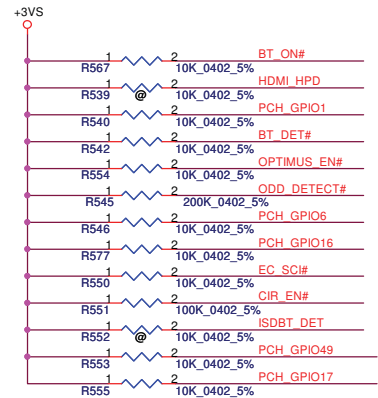 +3VS
1 2 BT_ON#
R567 10K_0402_5%
1 2 HDMI_HPD
R539 @ 10K_0402_5%
1 2 PCH_GPIO1
R540 10K_0402_5%
1 2 BT_DET#
R542 10K_0402_5%
1 2 OPTIMUS_EN#
R554 10K_0402_5%
1 2 ODD_DETECT#
R545 200K_0402_5%
1 2 PCH_GPIO6
R546 10K_0402_5%
1 2 PCH_GPIO16
R577 10K_0402_5%
1 2 EC_SCI#
R550 10K_0402_5%
1 2 CIR_EN#
R551 100K_0402_5%
1 2 ISDBT_DET
R552 @ 10K_0402_5%
1 2 PCH_GPIO49
R553 10K_0402_5%
1 2 PCH_GPIO17
R555 10K_0402_5%